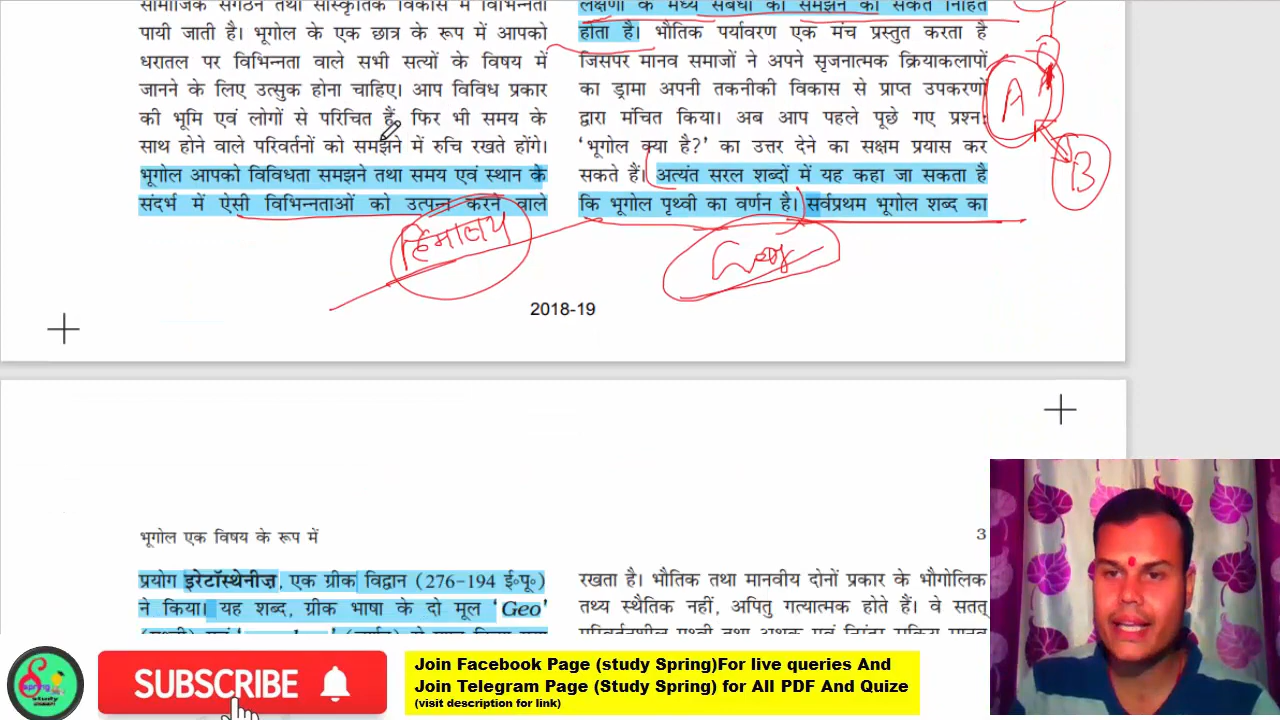 सामाजिक संगठन तथा सांस्कृतिक विकास में विभिन्नता
पायी जाती है। भूगोल के एक छात्र के रूप में आपको
धरातल पर विभिन्नता वाले सभी सत्यों के विषय में
जानने के लिए उत्सुक होना चाहिए। आप विविध प्रकार
की भूमि एवं लोगों से परिचित हैं, फिर भी समय के
साथ होने वाले परिवर्तनों को समझने में रुचि रखते होंगे।
भूगोल आपको विविधता समझने तथा समय एवं स्थान के
संदर्भ में ऐसी विभिन्नताओं को उत्पन्न करने वाले
हिमालय
लक्षणों के मध्य संबंधों को समझने का संकेत निहित
होता है। भौतिक पर्यावरण एक मंच प्रस्तुत करता है
जिसपर मानव समाजों ने अपने सृजनात्मक क्रियाकलापों
का ड्रामा अपनी तकनीकी विकास से प्राप्त उपकरणों
द्वारा मंचित किया। अब आप पहले पूछे गए प्रश्न:
'भूगोल क्या है?' का उत्तर देने का सक्षम प्रयास कर
सकते हैं। अत्यंत सरल शब्दों में यह कहा जा सकता है
कि भूगोल पृथ्वी का वर्णन है। सर्वप्रथम भूगोल शब्द का
A
B
2018-19
भूगोल एक विषय के रूप में
3
प्रयोग इरेटॉस्थेनीज़, एक ग्रीक विद्वान (276-194 ई॰पू॰)
ने किया। यह शब्द, ग्रीक भाषा के दो मूल 'Geo'
रखता है। भौतिक तथा मानवीय दोनों प्रकार के भौगोलिक
तथ्य स्थैतिक नहीं, अपितु गत्यात्मक होते हैं। वे सतत्
Spring
study
SUBSCRIBE
Join Facebook Page (study Spring)For live queries And
Join Telegram Page (Study Spring) for All PDF And Quize
(visit description for link)